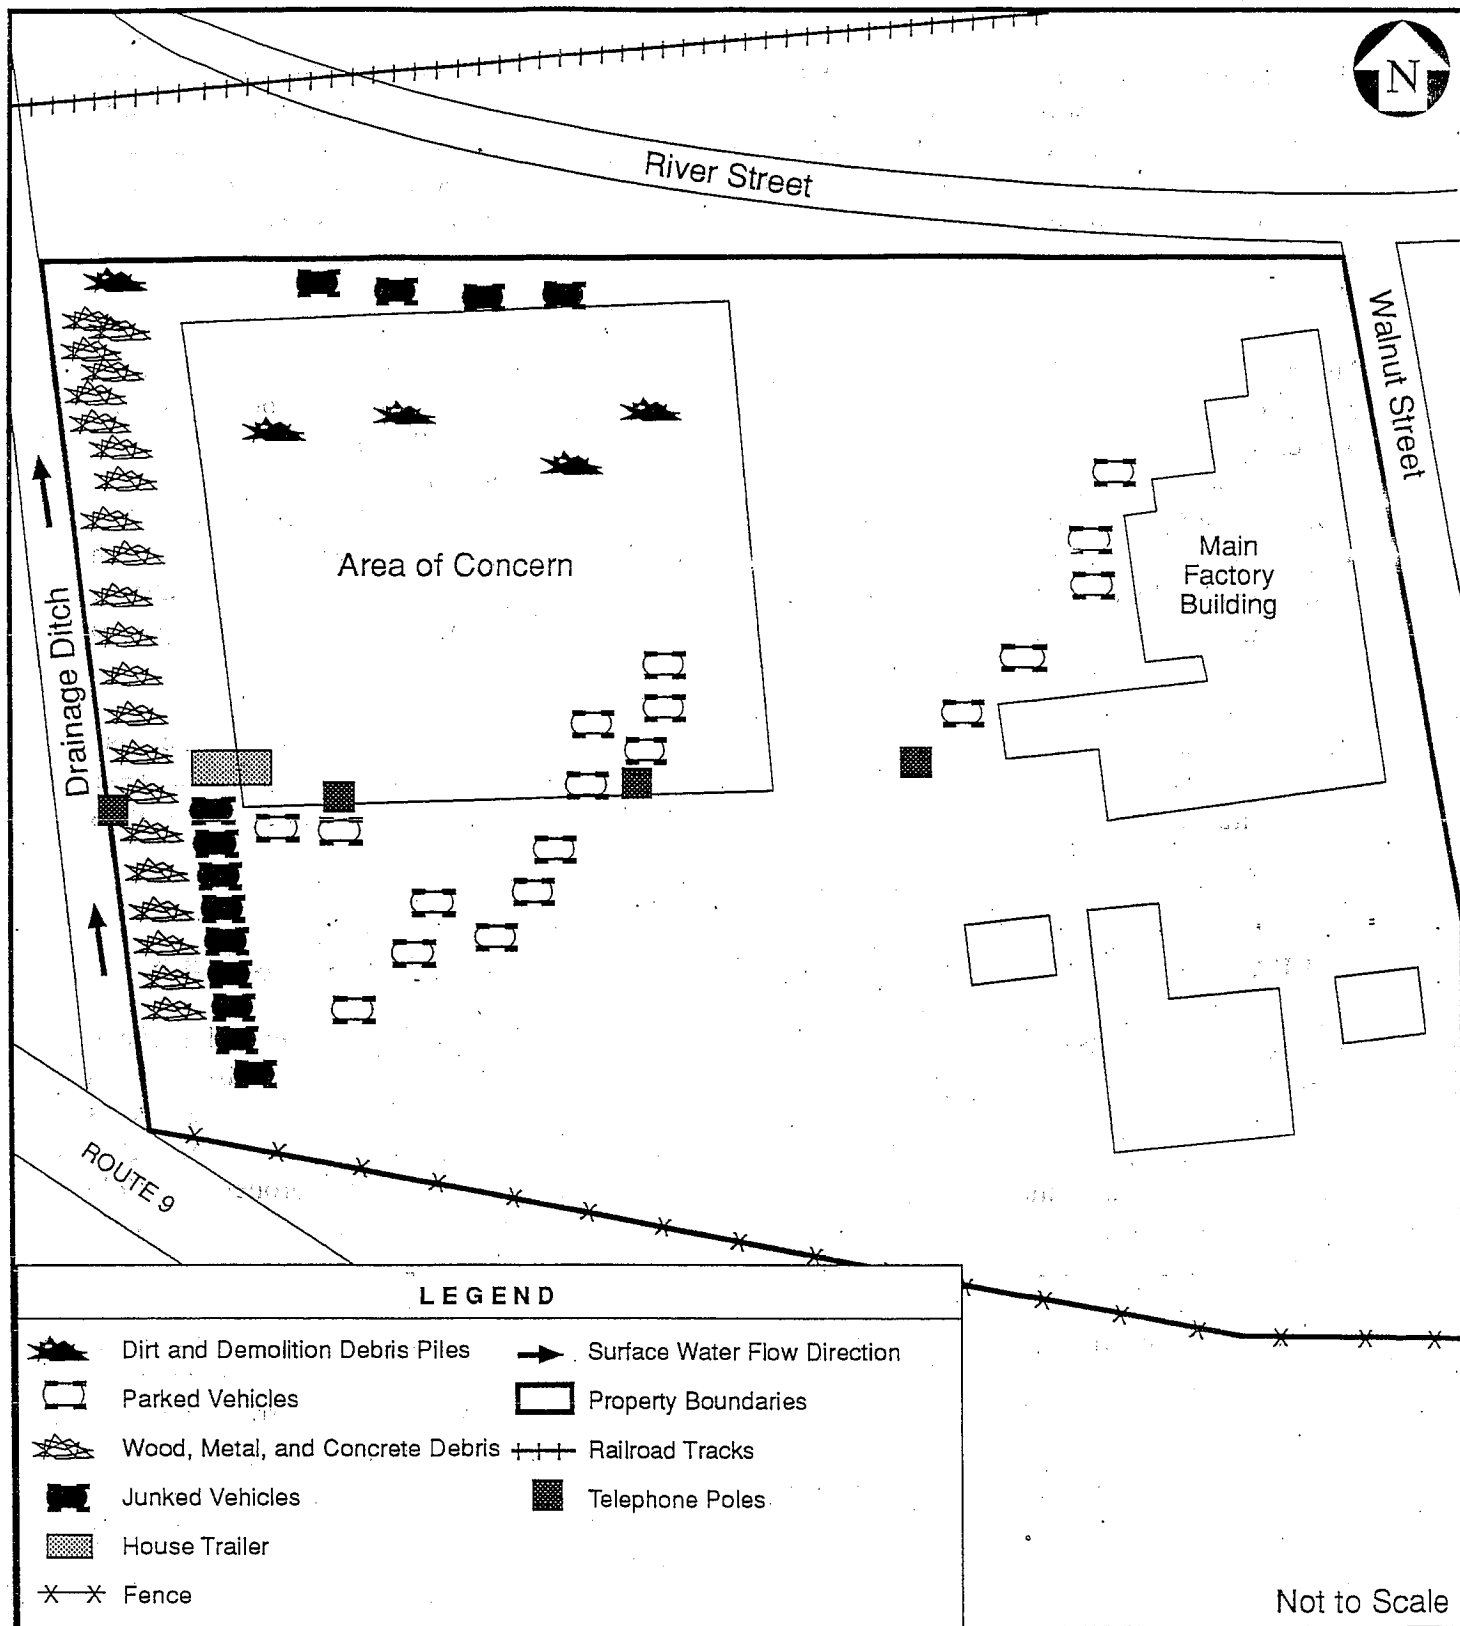 N
River Street
Walnut Street
Area of Concern
Main
Factory
Building
Drainage Ditch
ROUTE 9
LEGEND
Dirt and Demolition Debris Piles
Surface Water Flow Direction
Parked Vehicles
Property Boundaries
Wood, Metal, and Concrete Debris
Railroad Tracks
Junked Vehicles
Telephone Poles
House Trailer
Fence
Not to Scale